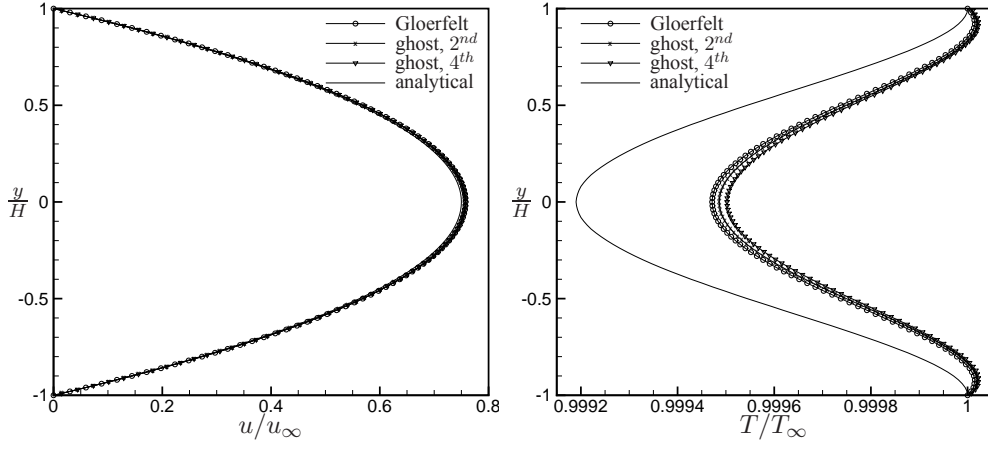 1
0.5
0
-0.5
-1
y/H
0
0.2
0.4
0.6
0.8
u/u∞
Gloerfelt
ghost, 2nd
ghost, 4th
analytical
1
0.5
0
-0.5
-1
y/H
0.9992
0.9994
0.9996
0.9998
1
T/T∞
Gloerfelt
ghost, 2nd
ghost, 4th
analytical